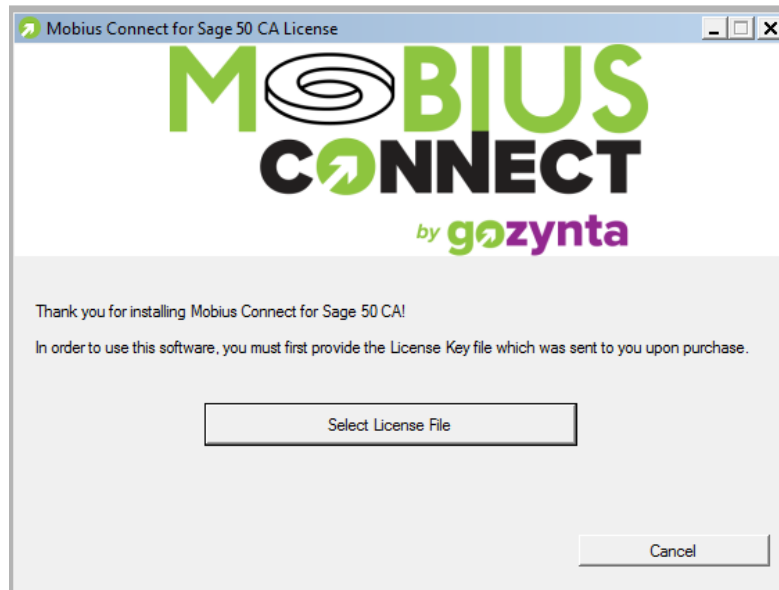 Mobius Connect for Sage 50 CA License
MOBIUS
CONNECT
by gozynta
Thank you for installing Mobius Connect for Sage 50 CA!
In order to use this software, you must first provide the License Key file which was sent to you upon purchase.
Select License File
Cancel